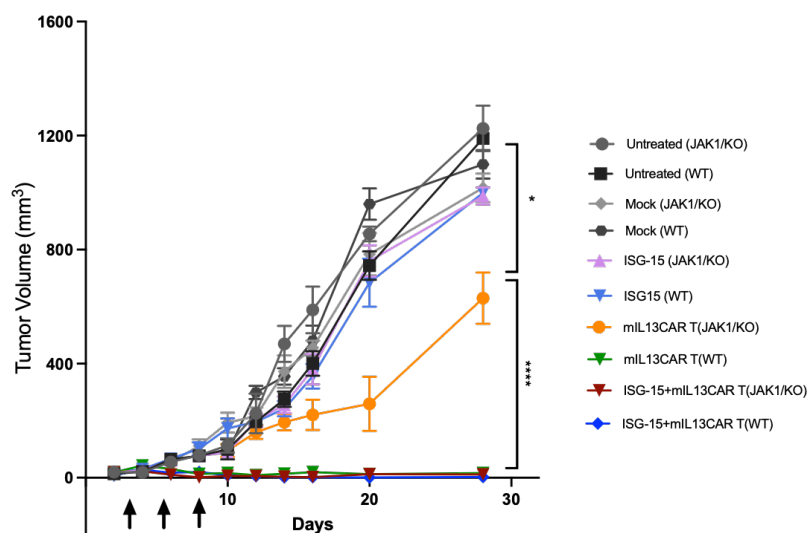 1600
1200
800
400
0
10
20
30
Tumor Volume (mm³)
Days
*
****
Untreated (JAK1/KO)
Untreated (WT)
Mock (JAK1/KO)
Mock (WT)
ISG-15 (JAK1/KO)
ISG15 (WT)
mIL13CAR T(JAK1/KO)
mIL13CAR T(WT)
ISG-15+mIL13CAR T(JAK1/KO)
ISG-15+mIL13CAR T(WT)